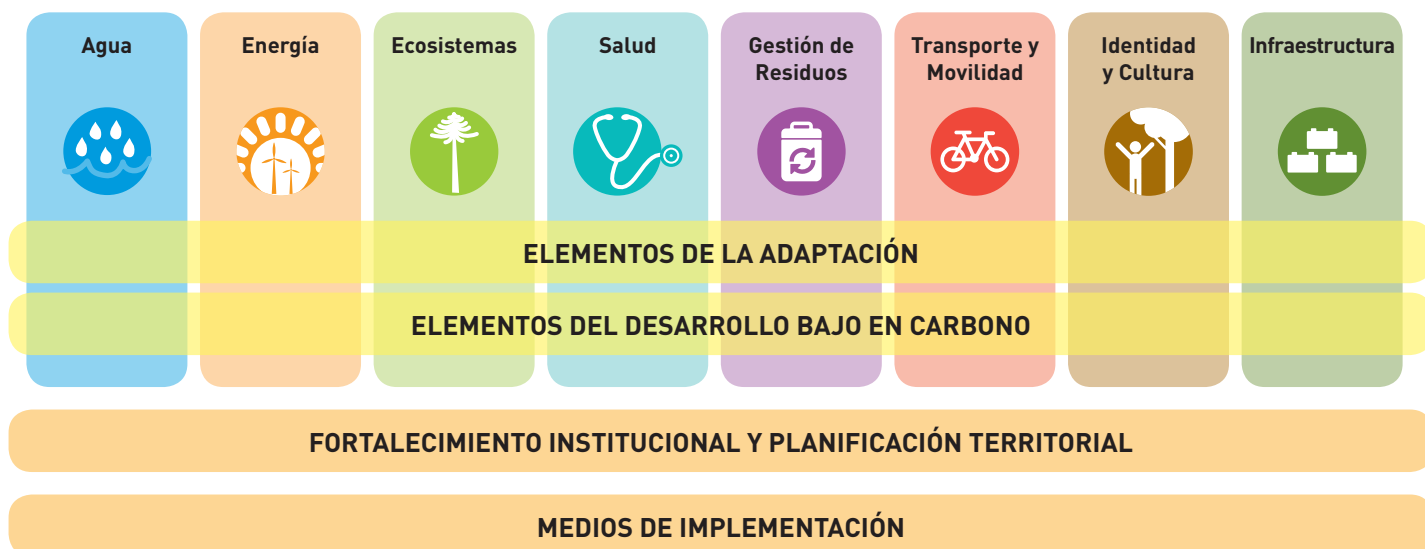 Agua
Energía
Ecosistemas
Salud
Gestión de
Residuos
Transporte y
Movilidad
Identidad
y Cultura
Infraestructura
ELEMENTOS DE LA ADAPTACIÓN
ELEMENTOS DEL DESARROLLO BAJO EN CARBONO
FORTALECIMIENTO INSTITUCIONAL Y PLANIFICACIÓN TERRITORIAL
MEDIOS DE IMPLEMENTACIÓN